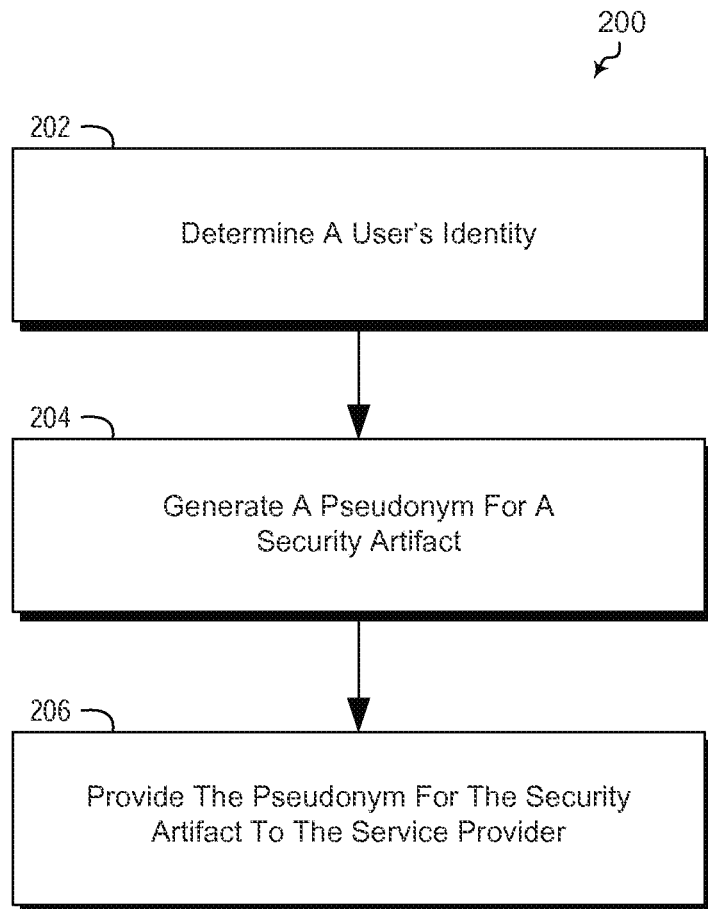 200
202
Determine A User's Identity
204
Generate A Pseudonym For A
Security Artifact
206
Provide The Pseudonym For The Security
Artifact To The Service Provider